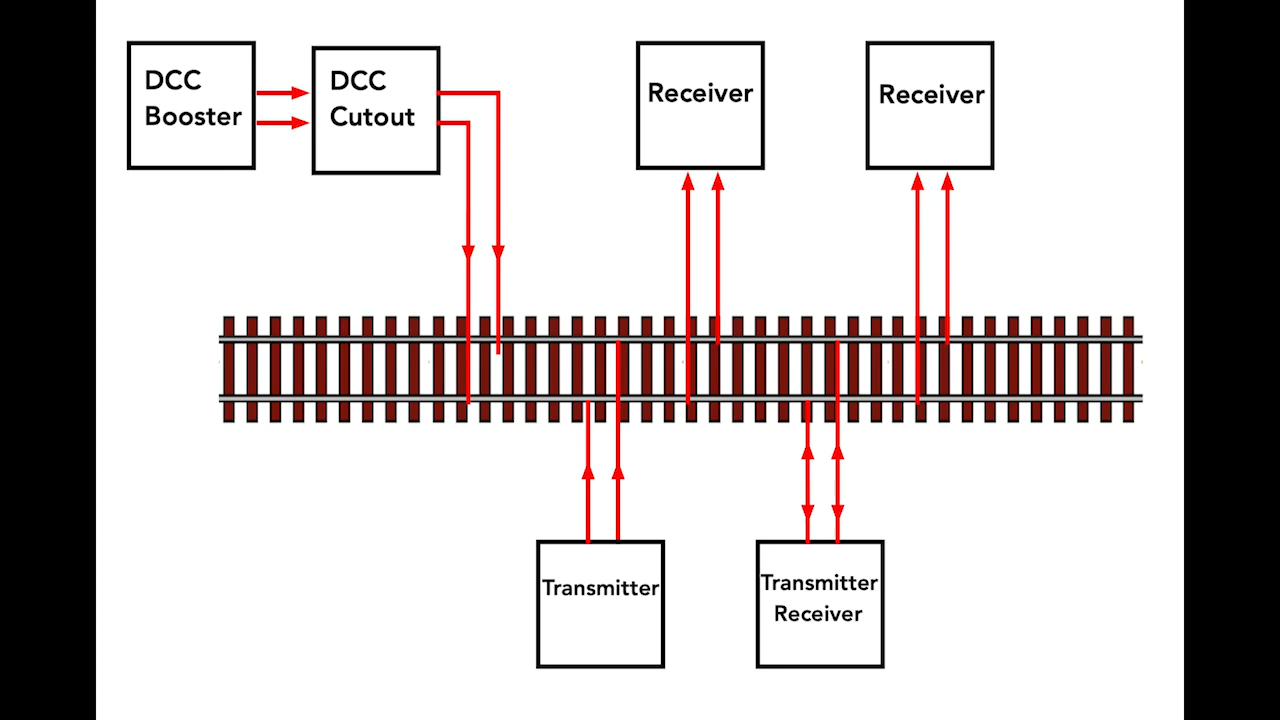 DCC
Booster
DCC
Cutout
Receiver
Receiver
Transmitter
Transmitter
Receiver